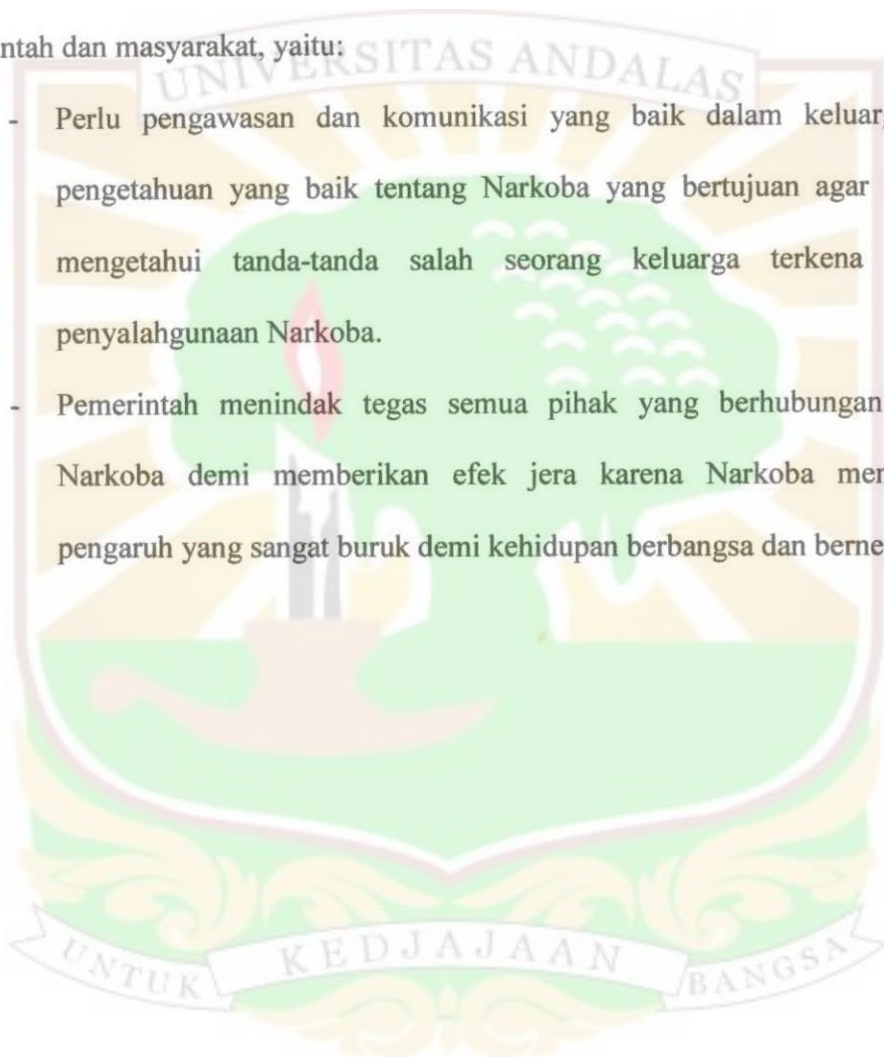 ntah dan masyarakat, yaitu:
UNIVERSITAS ANDALAS
- Perlu pengawasan dan komunikasi yang baik dalam keluar
pengetahuan yang baik tentang Narkoba yang bertujuan agar
mengetahui tanda-tanda salah seorang keluarga terkena
penyalahgunaan Narkoba.
- Pemerintah menindak tegas semua pihak yang berhubungan
Narkoba demi memberikan efek jera karena Narkoba mer
pengaruh yang sangat buruk demi kehidupan berbangsa dan berne
UNTUK KEDJAJAAN BANGSA